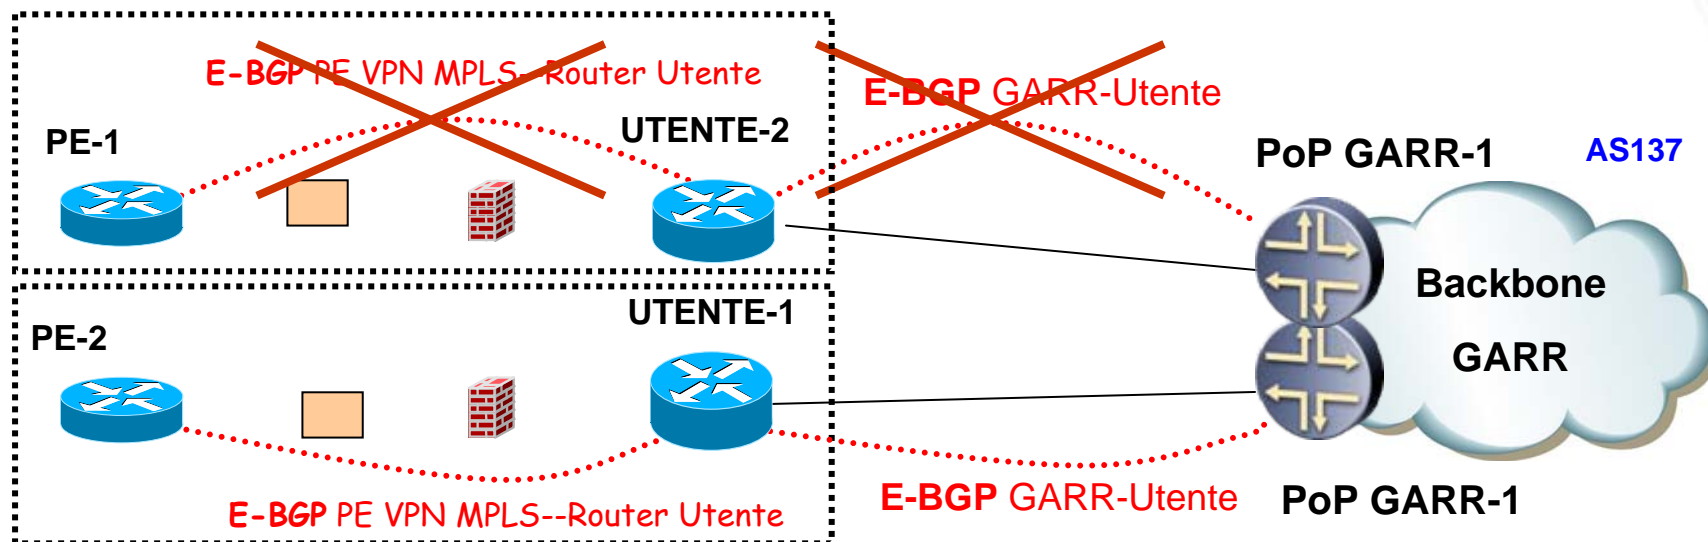 E-BGP PE VPN MPLS--Router Utente
E-BGP GARR-Utente
PE-1
UTENTE-2
PoP GARR-1
AS137
Backbone
GARR
UTENTE-1
PE-2
E-BGP PE VPN MPLS--Router Utente
E-BGP GARR-Utente
PoP GARR-1